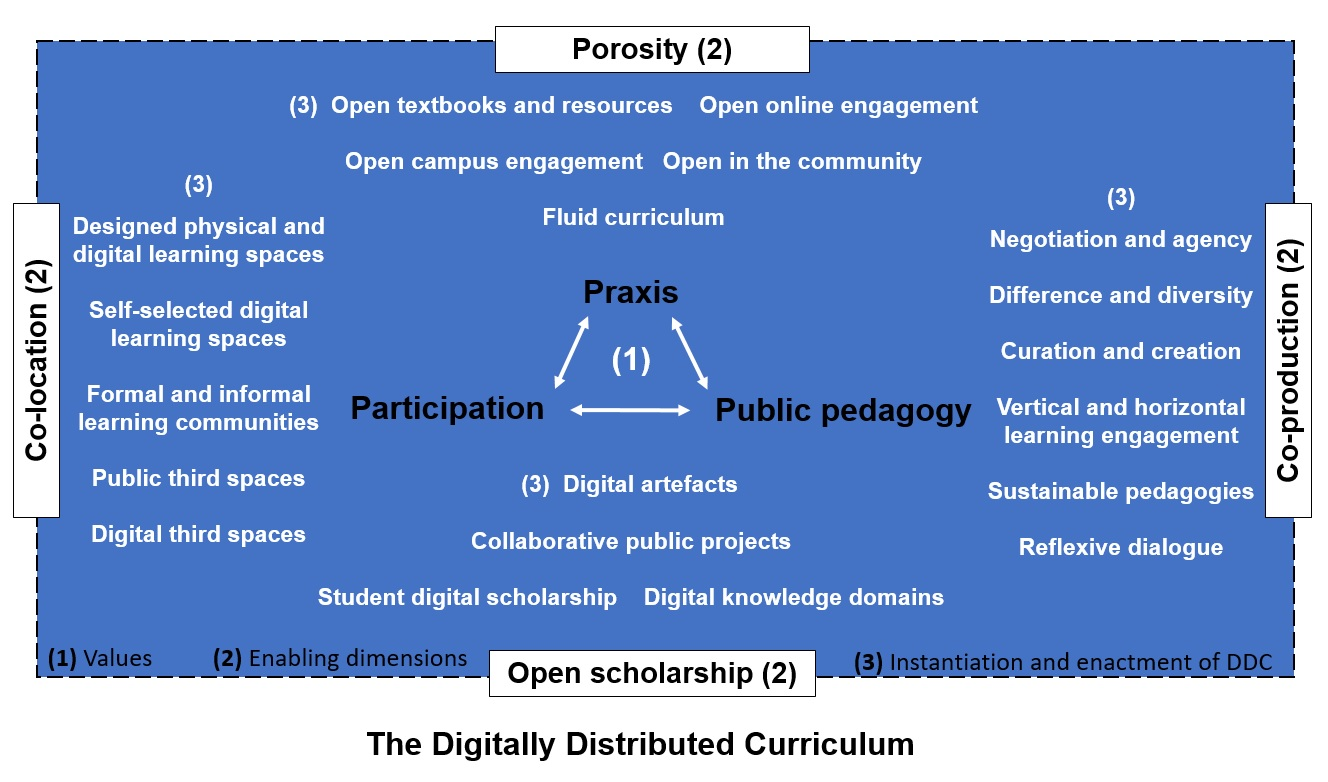 Porosity (2)
(3) Open textbooks and resources Open online engagement
Open campus engagement Open in the community
Fluid curriculum
Co-location (2)
(3)
Designed physical and
digital learning spaces
Self-selected digital
learning spaces
Formal and informal
learning communities
Public third spaces
Digital third spaces
Praxis
(1)
Participation
Public pedagogy
(3) Digital artefacts
Collaborative public projects
Student digital scholarship Digital knowledge domains
(3)
Negotiation and agency
Difference and diversity
Curation and creation
Vertical and horizontal
learning engagement
Sustainable pedagogies
Reflexive dialogue
Co-production (2)
(1) Values
(2) Enabling dimensions
Open scholarship (2)
(3) Instantiation and enactment of DDC
The Digitally Distributed Curriculum